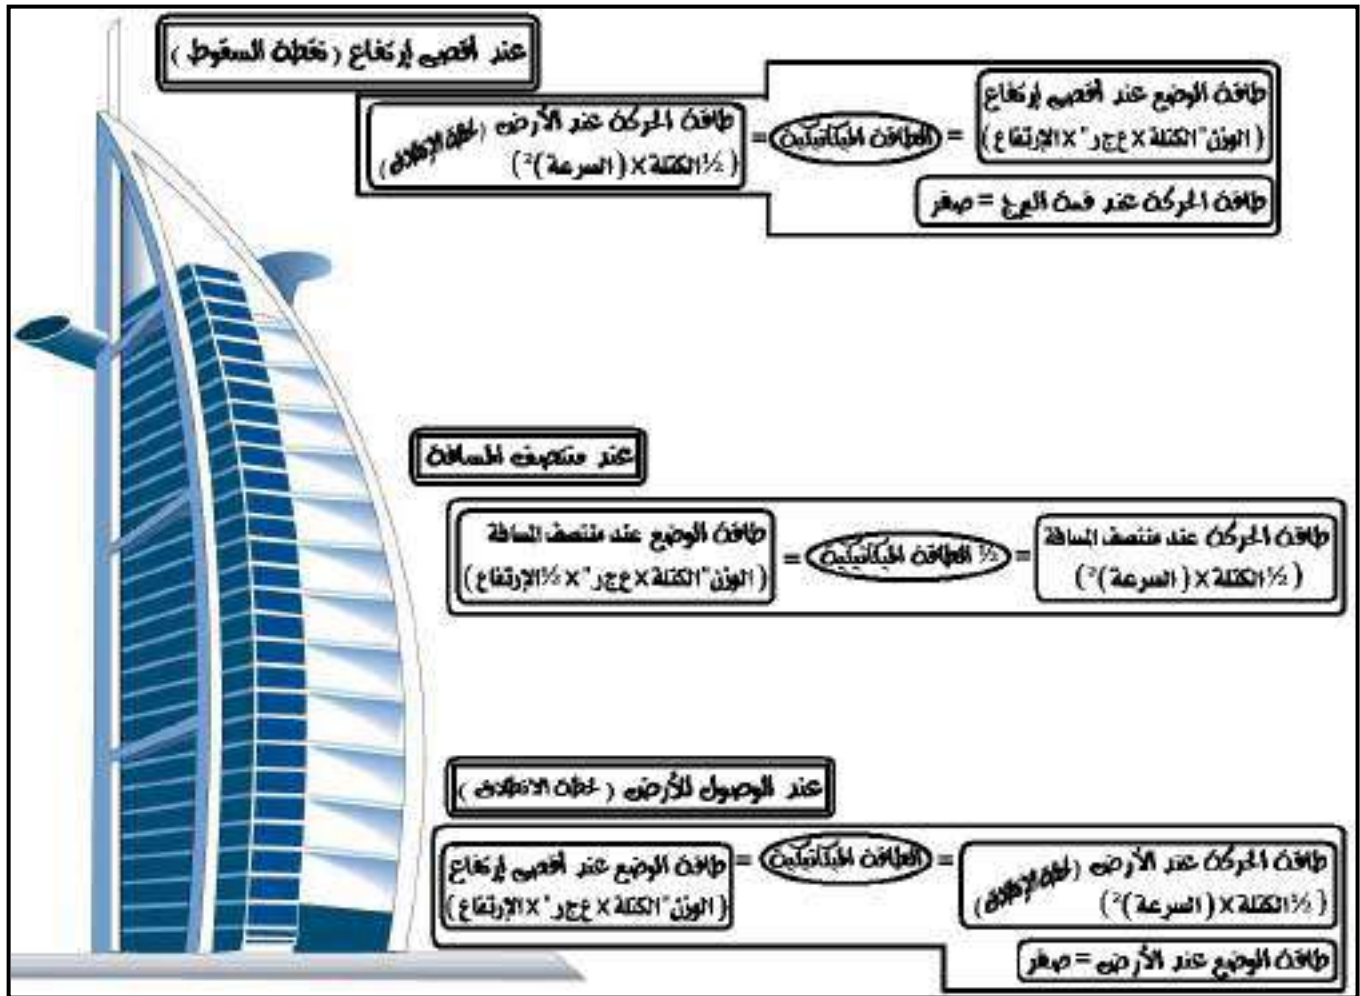 عند أقصى إرتفاع ( نقطة السقوط )
طاقة الوضع عند أقصى إرتفاع
( الوزن "الكتلة × ع ج ر" × الإرتفاع )
= الطاقة الميكانيكية =
طاقة الحركة عند الأرض ( لحظة الإنطلاق )
( ½ الكتلة × ( السرعة )² )
طاقة الحركة عند قمة البرج = صفر
عند منتصف المسافة
طاقة الحركة عند منتصف المسافة
( ½ الكتلة × ( السرعة )² )
= ½ الطاقة الميكانيكية =
طاقة الوضع عند منتصف المسافة
( الوزن "الكتلة × ع ج ر" × ½ الإرتفاع )
عند الوصول للأرض ( لحظة الانطلاق )
طاقة الحركة عند الأرض ( لحظة الإنطلاق )
( ½ الكتلة × ( السرعة )² )
= الطاقة الميكانيكية =
طاقة الوضع عند أقصى إرتفاع
( الوزن "الكتلة × ع ج ر" × الإرتفاع )
طاقة الوضع عند الأرض = صفر